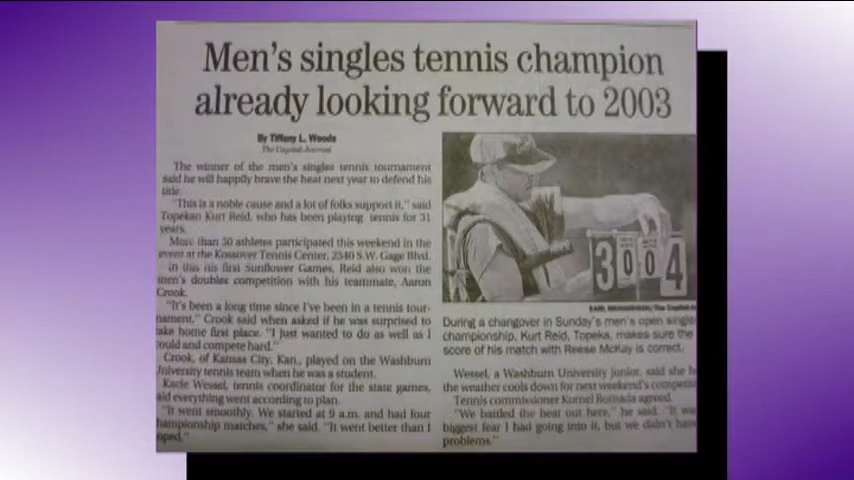 Men's singles tennis champion
already looking forward to 2003
By Tiffany L. Woods
The Capital-Journal
The winner of the men's singles tennis tournament
said he will happily brave the heat next year to defend his
title.
"This is a noble cause and a lot of folks support it," said
Topekan Kurt Reid, who has been playing tennis for 31
years.
More than 50 athletes participated this weekend in the
event at the Kossover Tennis Center, 2340 S.W. Gage Blvd.
In this his first Sunflower Games, Reid also won the
men's doubles competition with his teammate, Aaron
Crook.
"It's been a long time since I've been in a tennis tour-
nament," Crook said when asked if he was surprised to
take home first place. "I just wanted to do as well as I
could and compete hard."
Crook, of Kansas City, Kan., played on the Washburn
University tennis team when he was a student.
Wessel, tennis coordinator for the state games,
aid everything went according to plan.
"It went smoothly. We started at 9 a.m. and had four
hampionship matches," she said. "It went better than I
oped."
3 0 0 4
During a changover in Sunday's men's open single
championship, Kurt Reid, Topeka, makes sure the
score of his match with Reese McKay is correct.
Wessel, a Washburn University junior, said she h
the weather cools down for next weekend's competi
Tennis commissioner Kurnel agreed.
"We battled the heat out here," he said. "It wa
biggest fear I had going into it, but we didn't have
problems."